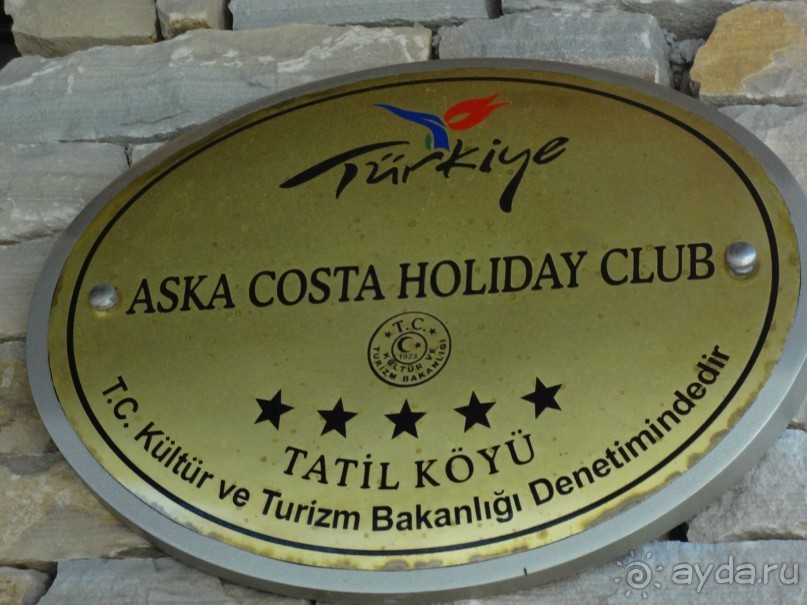 Türkiye
ASKA COSTA HOLIDAY CLUB
T.C.
1923
KÜLTÜR VE
TURİZM BAKANLIĞI
TATİL KÖYÜ
T.C. Kültür ve Turizm Bakanlığı Denetimindedir
ayda.ru